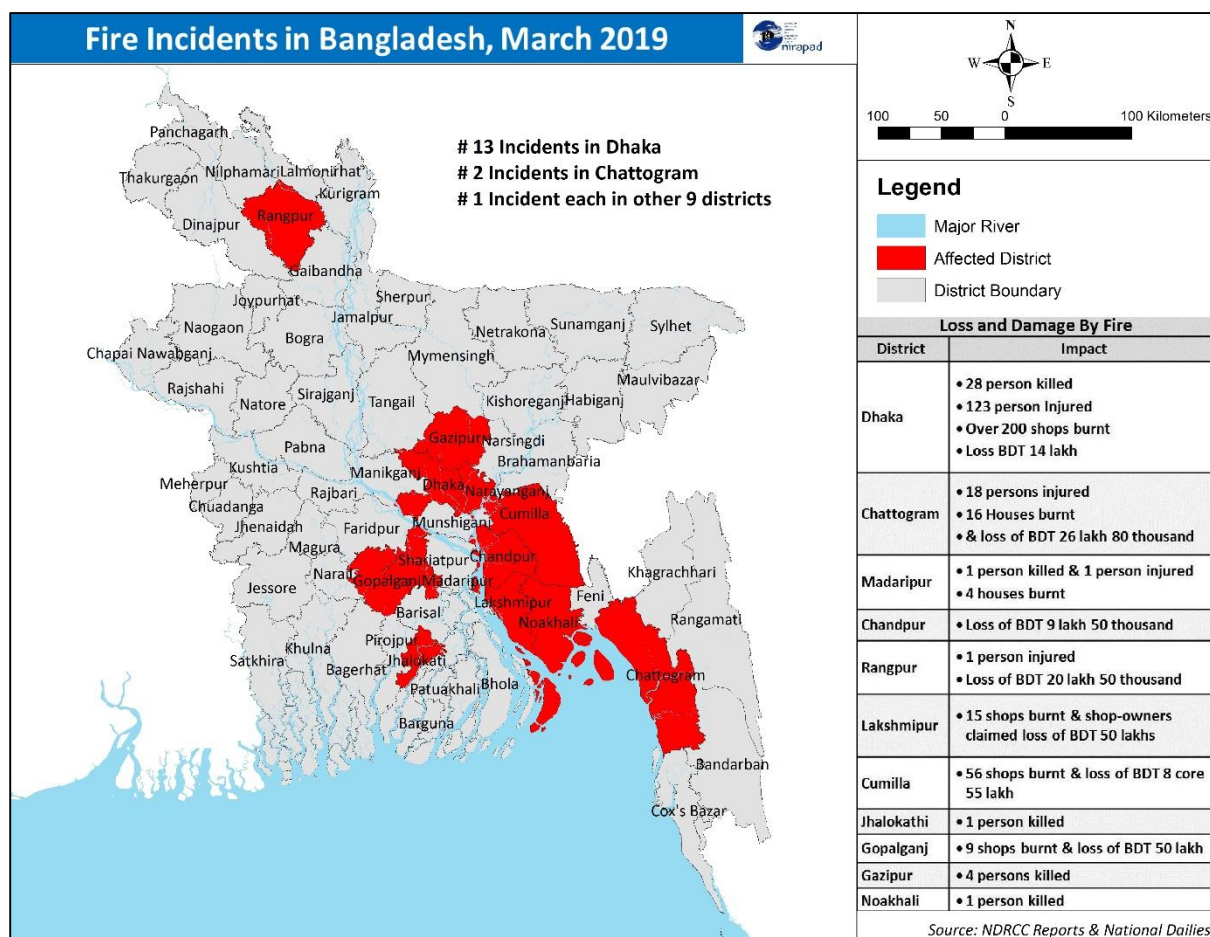 Fire Incidents in Bangladesh, March 2019
nirapad
# 13 Incidents in Dhaka
# 2 Incidents in Chattogram
# 1 Incident each in other 9 districts
Panchagarh
Thakurgaon
Nilphamari
Lalmonirhat
Kurigram
Rangpur
Dinajpur
Gaibandha
Joypurhat
Sherpur
Jamalpur
Naogaon
Bogra
Netrakona
Sunamganj
Sylhet
Chapai Nawabganj
Mymensingh
Maulvibazar
Rajshahi
Natore
Sirajganj
Tangail
Kishoreganj
Habiganj
Pabna
Gazipur
Narsingdi
Kushtia
Manikganj
Brahamanbaria
Meherpur
Dhaka
Narayanganj
Chuadanga
Rajbari
Jhenaidah
Faridpur
Munshiganj
Cumilla
Magura
Shariatpur
Chandpur
Khagrachhari
Narail
Gopalganj
Madaripur
Jessore
Lakshmipur
Feni
Barisal
Noakhali
Rangamati
Pirojpur
Khulna
Jhalokati
Satkhira
Bagerhat
Patuakhali
Bhola
Chattogram
Barguna
Bandarban
Cox's Bazar
N
W
E
S
100
50
0
100 Kilometers
Legend
Major River
Affected District
District Boundary
Loss and Damage By Fire
District Impact
Dhaka
• 28 person killed
• 123 person Injured
• Over 200 shops burnt
• Loss BDT 14 lakh
Chattogram
• 18 persons injured
• 16 Houses burnt
• & loss of BDT 26 lakh 80 thousand
Madaripur
• 1 person killed & 1 person injured
• 4 houses burnt
Chandpur
• Loss of BDT 9 lakh 50 thousand
Rangpur
• 1 person injured
• Loss of BDT 20 lakh 50 thousand
Lakshmipur
• 15 shops burnt & shop-owners
claimed loss of BDT 50 lakhs
Cumilla
• 56 shops burnt & loss of BDT 8 core
55 lakh
Jhalokathi
• 1 person killed
Gopalganj
• 9 shops burnt & loss of BDT 50 lakh
Gazipur
• 4 persons killed
Noakhali
• 1 person killed
Source: NDRCC Reports & National Dailies